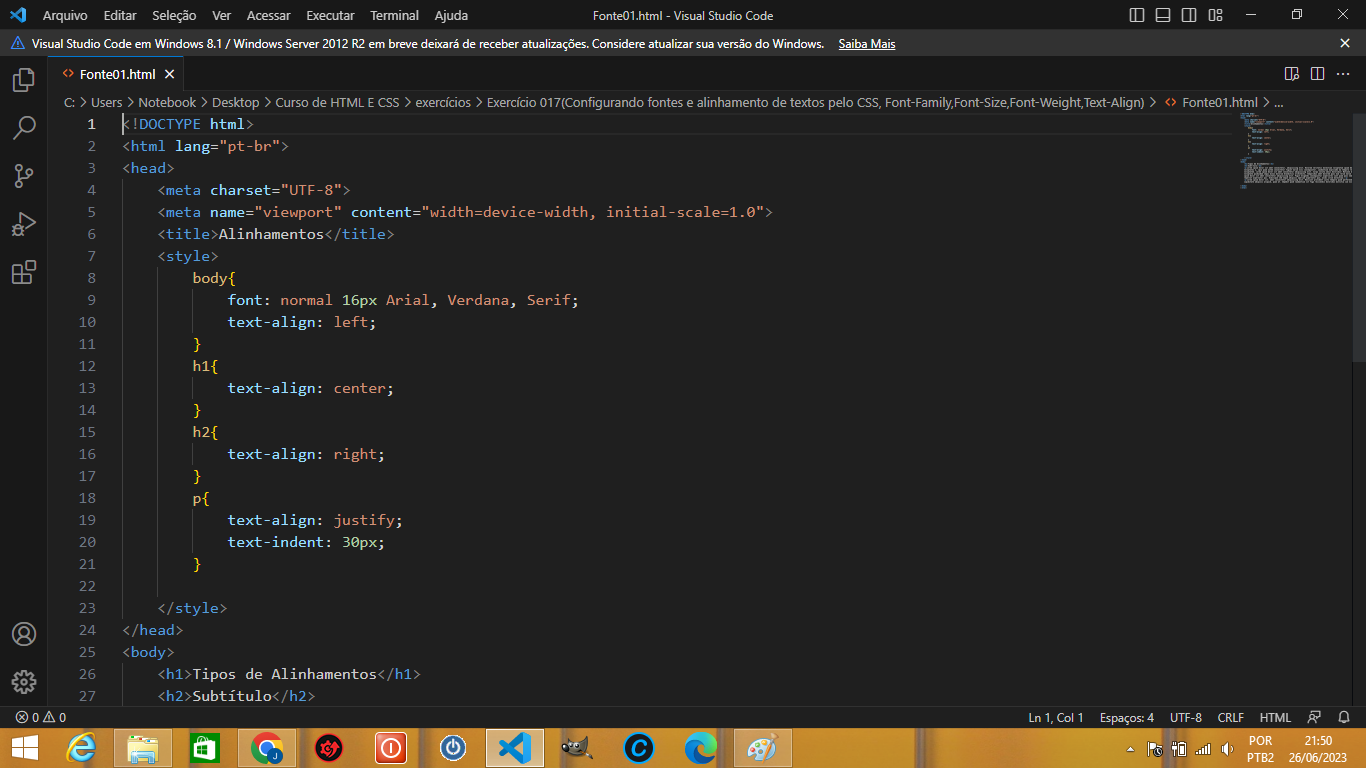 Arquivo Editar Seleção Ver Acessar Executar Terminal Ajuda Fonte01.html - Visual Studio Code
Visual Studio Code em Windows 8.1 / Windows Server 2012 R2 em breve deixará de receber atualizações. Considere atualizar sua versão do Windows. Saiba Mais
Fonte01.html
C: > Users > Notebook > Desktop > Curso de HTML E CSS > exercícios > Exercício 017(Configurando fontes e alinhamento de textos pelo CSS, Font-Family,Font-Size,Font-Weight,Text-Align) > Fonte01.html > ...
1 <!DOCTYPE html>
2 <html lang="pt-br">
3 <head>
4 <meta charset="UTF-8">
5 <meta name="viewport" content="width=device-width, initial-scale=1.0">
6 <title>Alinhamentos</title>
7 <style>
8 body{
9 font: normal 16px Arial, Verdana, Serif;
10 text-align: left;
11 }
12 h1{
13 text-align: center;
14 }
15 h2{
16 text-align: right;
17 }
18 p{
19 text-align: justify;
20 text-indent: 30px;
21 }
22
23 </style>
24 </head>
25 <body>
26 <h1>Tipos de Alinhamentos</h1>
27 <h2>Subtítulo</h2>
0 0 Ln 1, Col 1 Espaços: 4 UTF-8 CRLF HTML
POR 21:50
PTB2 26/06/2023